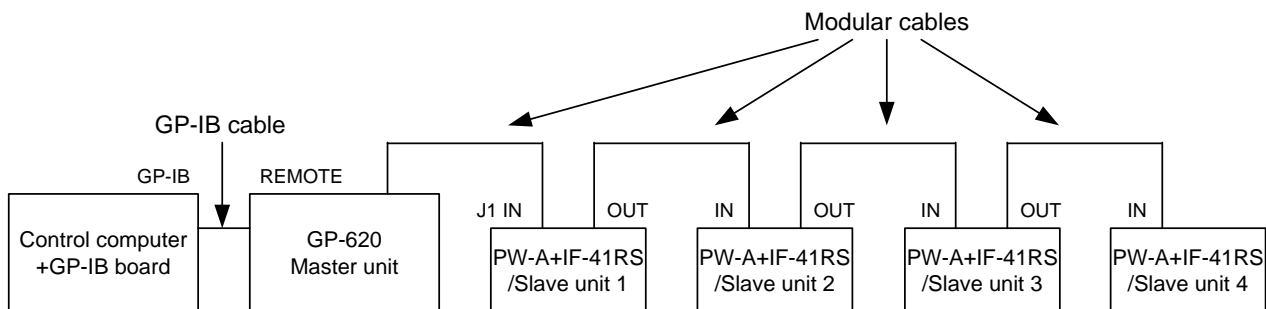 Modular cables
GP-IB cable
GP-IB
REMOTE
J1 IN
OUT
IN
OUT
IN
OUT
IN
Control computer
+GP-IB board
GP-620
Master unit
PW-A+IF-41RS
/Slave unit 1
PW-A+IF-41RS
/Slave unit 2
PW-A+IF-41RS
/Slave unit 3
PW-A+IF-41RS
/Slave unit 4